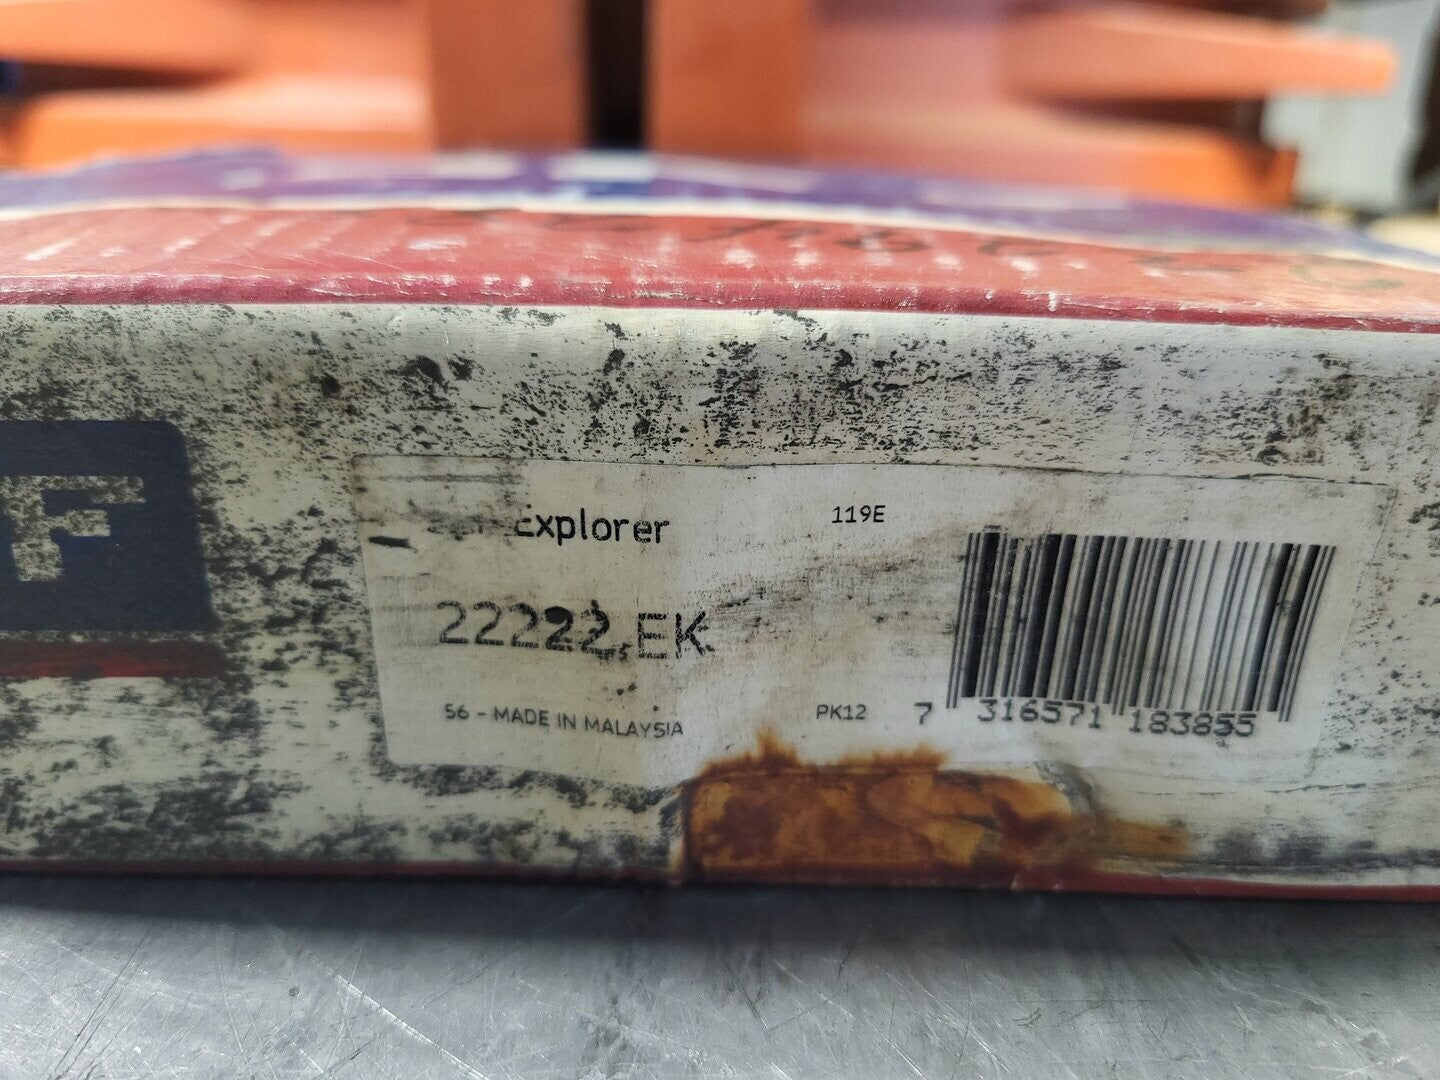 F
Explorer
119E
22222.EK
56 - MADE IN MALAYSIA
PK12
7 316571 183855